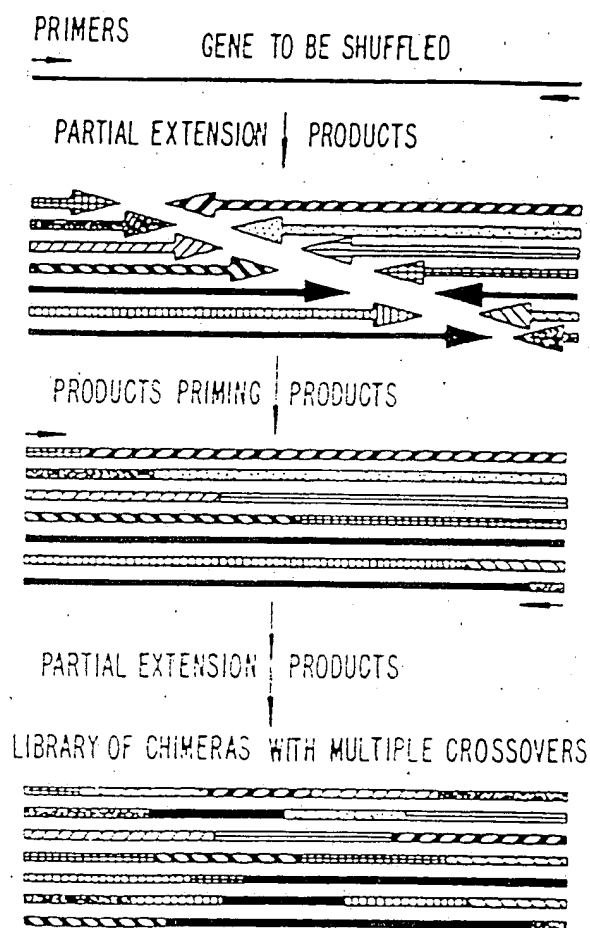 PRIMERS
GENE TO BE SHUFFLED
PARTIAL EXTENSION PRODUCTS
PRODUCTS PRIMING PRODUCTS
PARTIAL EXTENSION PRODUCTS
LIBRARY OF CHIMERAS WITH MULTIPLE CROSSOVERS